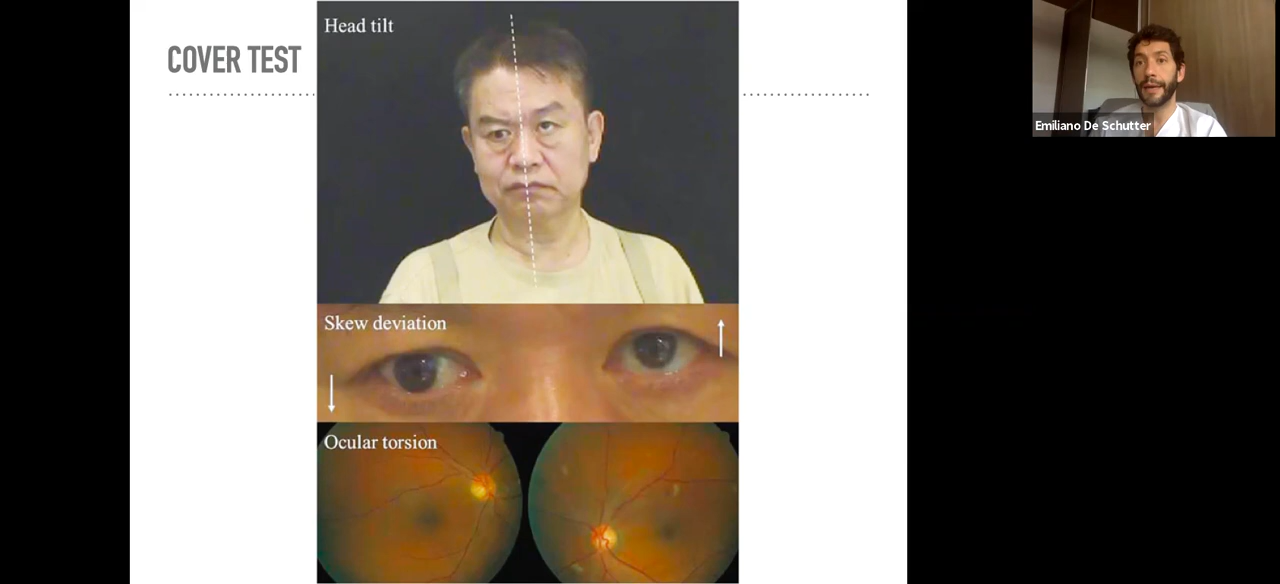 COVER TEST
Head tilt
Skew deviation
Ocular torsion
Emiliano De Schutter